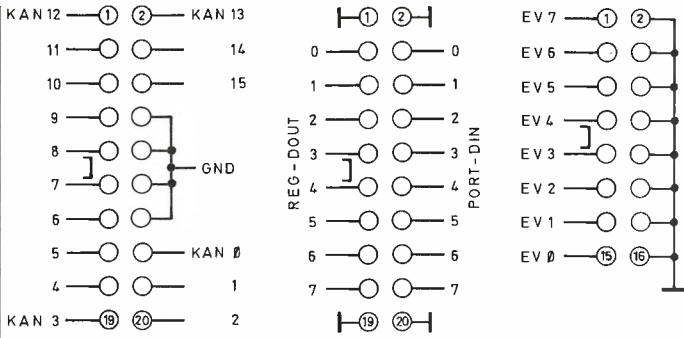 KAN 12 1 2 KAN 13
11 14
10 15
9
8
GND
7
6
5 KAN Ø
4 1
KAN 3 19 20 2
1 2
0 0
1 1
2 2
3 3
4 4
5 5
6 6
7 7
19 20
REG-DOUT
PORT-DIN
EV 7 1 2
EV 6
EV 5
EV 4
EV 3
EV 2
EV 1
EV Ø 15 16